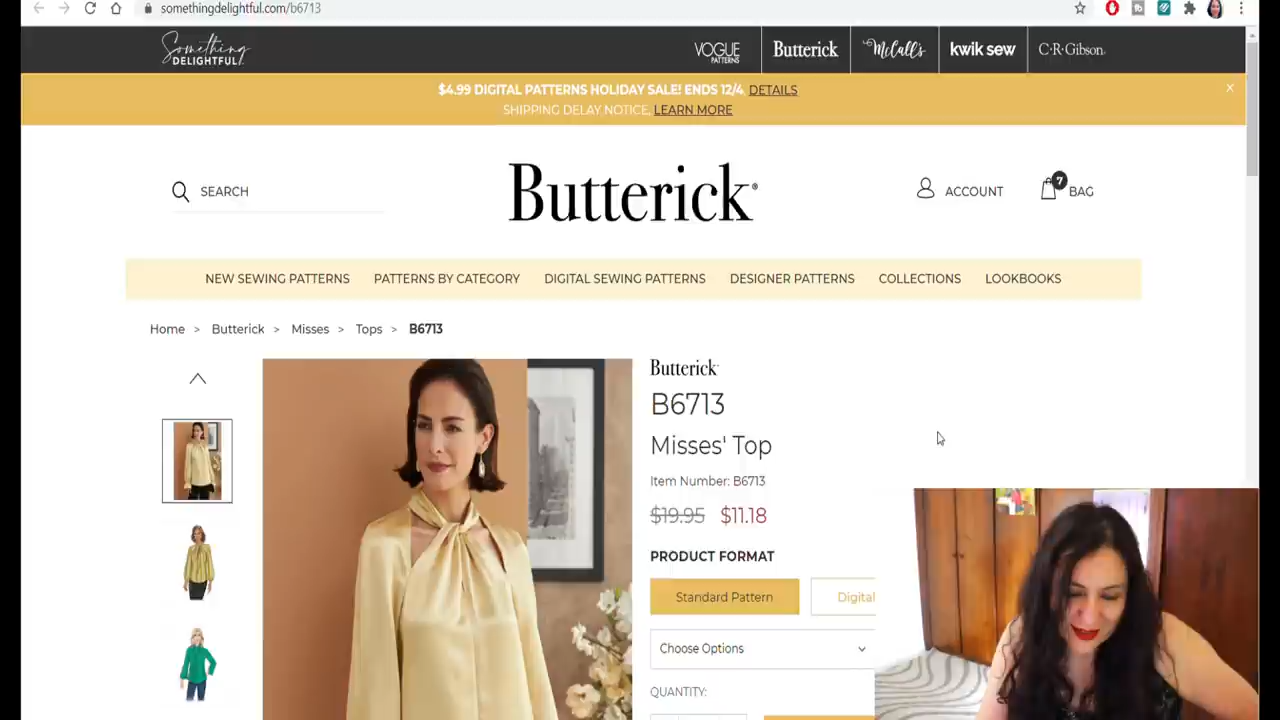 somethingdelightful.com/b6713
Something
DELIGHTFUL
VOGUE
PATTERNS
Butterick
McCall's
kwik sew
C·R·Gibson
$4.99 DIGITAL PATTERNS HOLIDAY SALE! ENDS 12/4 DETAILS
x
SHIPPING DELAY NOTICE. LEARN MORE
SEARCH
Butterick
ACCOUNT
7
BAG
NEW SEWING PATTERNS
PATTERNS BY CATEGORY
DIGITAL SEWING PATTERNS
DESIGNER PATTERNS
COLLECTIONS
LOOKBOOKS
Home > Butterick > Misses > Tops > B6713
Butterick
B6713
Misses' Top
Item Number: B6713
$19.95 $11.18
PRODUCT FORMAT
Standard Pattern
Digital
Choose Options
QUANTITY: